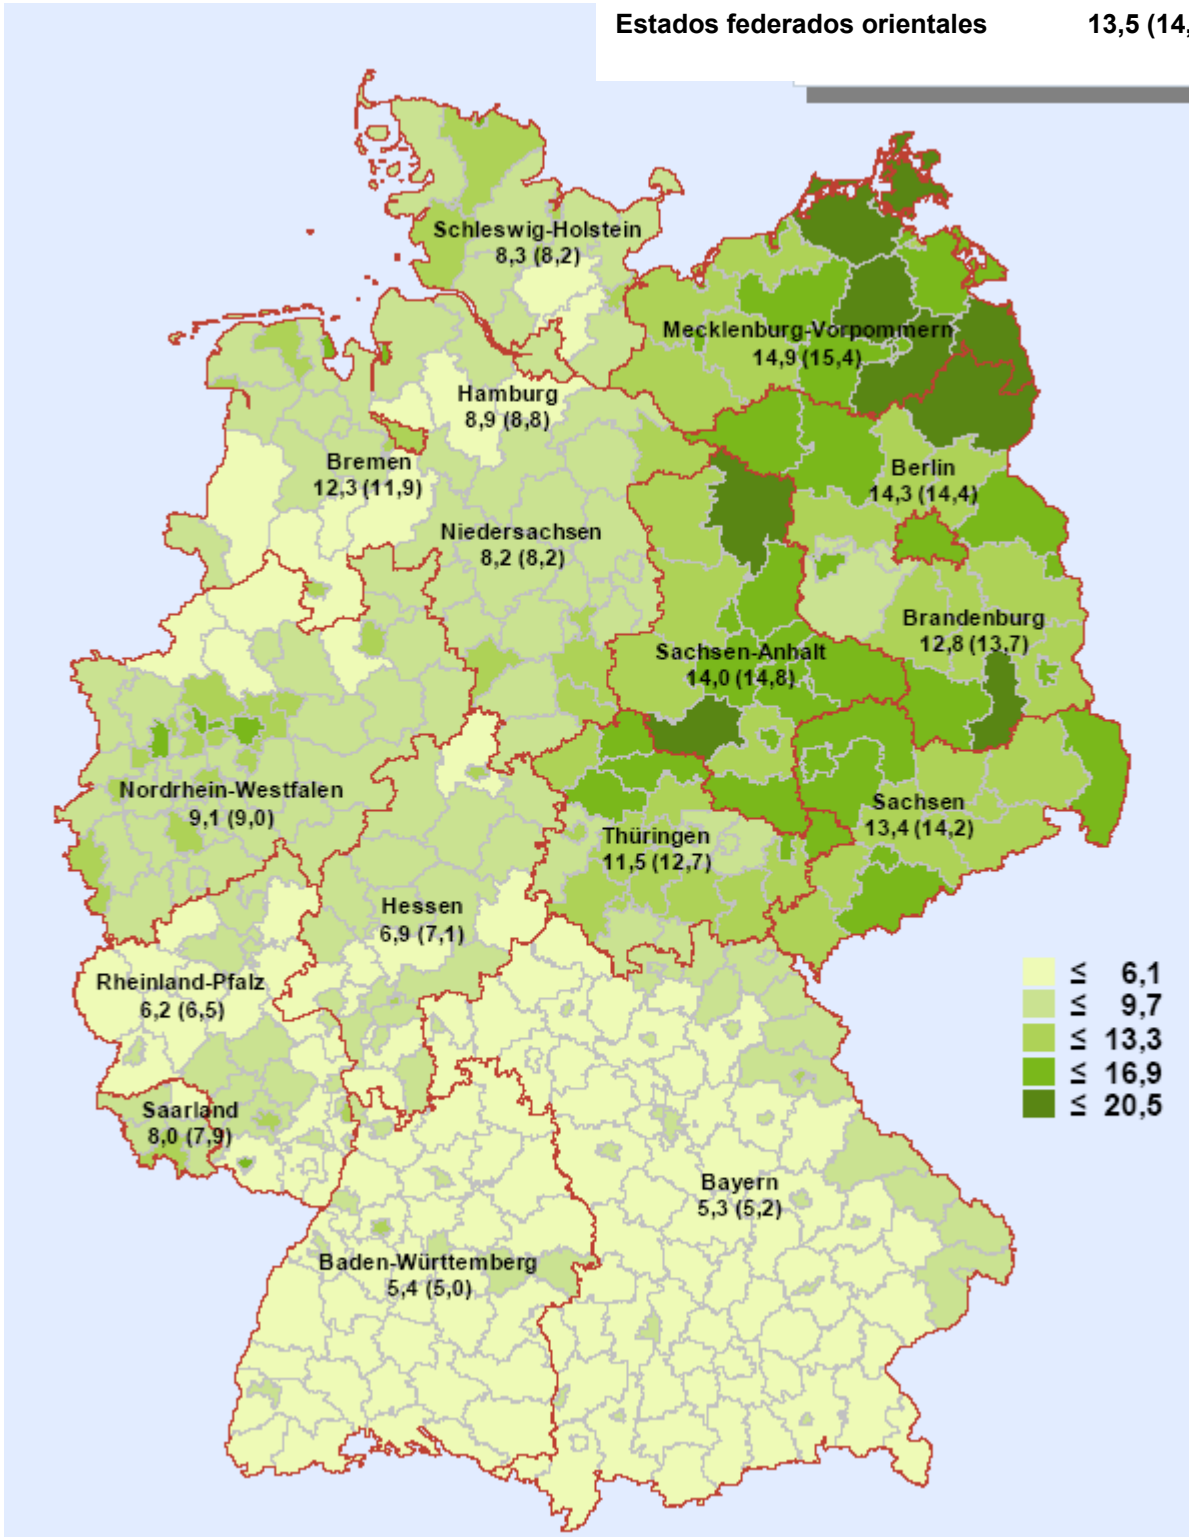 Estados federados orientales 13,5 (14,
Schleswig-Holstein
8,3 (8,2)
Mecklenburg-Vorpommern
14,9 (15,4)
Hamburg
8,9 (8,8)
Bremen
12,3 (11,9)
Berlin
14,3 (14,4)
Niedersachsen
8,2 (8,2)
Brandenburg
12,8 (13,7)
Sachsen-Anhalt
14,0 (14,8)
Nordrhein-Westfalen
9,1 (9,0)
Sachsen
13,4 (14,2)
Thüringen
11,5 (12,7)
Hessen
6,9 (7,1)
Rheinland-Pfalz
6,2 (6,5)
≤ 6,1
≤ 9,7
≤ 13,3
≤ 16,9
≤ 20,5
Saarland
8,0 (7,9)
Bayern
5,3 (5,2)
Baden-Württemberg
5,4 (5,0)